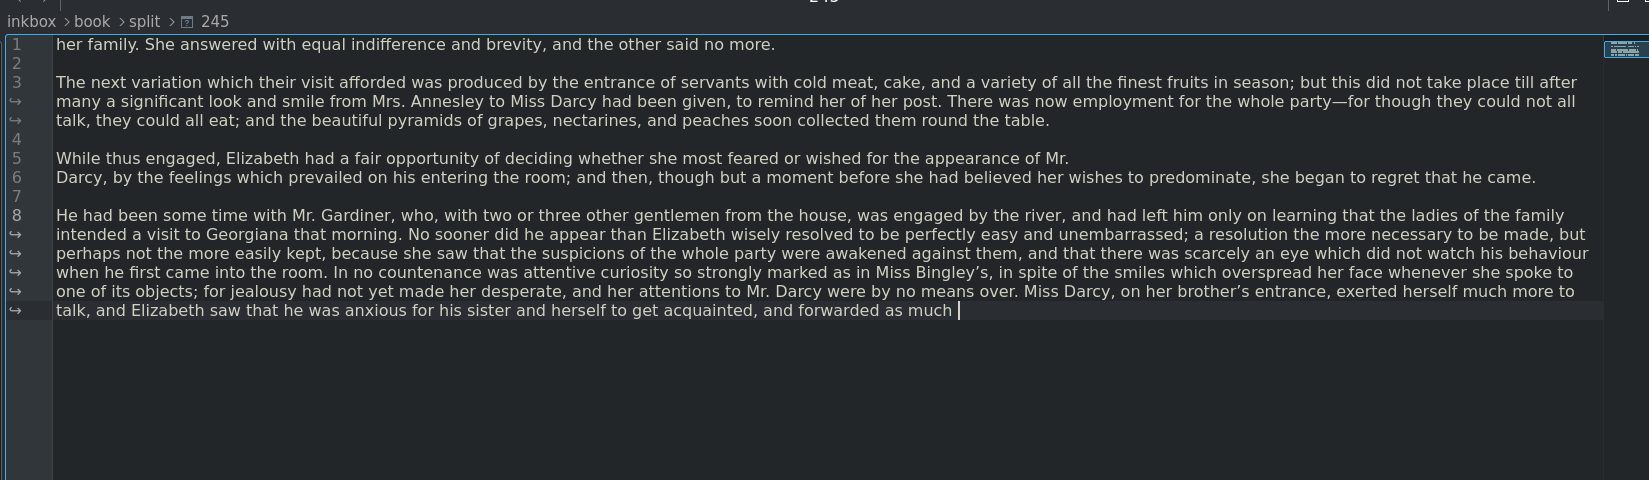 inkbox > book > split > 245
1 her family. She answered with equal indifference and brevity, and the other said no more.
2
3 The next variation which their visit afforded was produced by the entrance of servants with cold meat, cake, and a variety of all the finest fruits in season; but this did not take place till after
↪ many a significant look and smile from Mrs. Annesley to Miss Darcy had been given, to remind her of her post. There was now employment for the whole party—for though they could not all
↪ talk, they could all eat; and the beautiful pyramids of grapes, nectarines, and peaches soon collected them round the table.
4
5 While thus engaged, Elizabeth had a fair opportunity of deciding whether she most feared or wished for the appearance of Mr.
6 Darcy, by the feelings which prevailed on his entering the room; and then, though but a moment before she had believed her wishes to predominate, she began to regret that he came.
7
8 He had been some time with Mr. Gardiner, who, with two or three other gentlemen from the house, was engaged by the river, and had left him only on learning that the ladies of the family
↪ intended a visit to Georgiana that morning. No sooner did he appear than Elizabeth wisely resolved to be perfectly easy and unembarrassed; a resolution the more necessary to be made, but
↪ perhaps not the more easily kept, because she saw that the suspicions of the whole party were awakened against them, and that there was scarcely an eye which did not watch his behaviour
↪ when he first came into the room. In no countenance was attentive curiosity so strongly marked as in Miss Bingley’s, in spite of the smiles which overspread her face whenever she spoke to
↪ one of its objects; for jealousy had not yet made her desperate, and her attentions to Mr. Darcy were by no means over. Miss Darcy, on her brother’s entrance, exerted herself much more to
↪ talk, and Elizabeth saw that he was anxious for his sister and herself to get acquainted, and forwarded as much